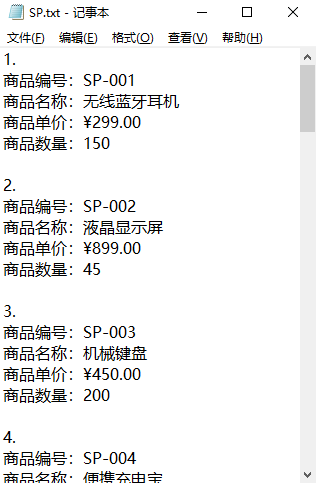 SP.txt - 记事本
文件(F) 编辑(E) 格式(O) 查看(V) 帮助(H)
1.
商品编号：SP-001
商品名称：无线蓝牙耳机
商品单价：¥299.00
商品数量：150
2.
商品编号：SP-002
商品名称：液晶显示屏
商品单价：¥899.00
商品数量：45
3.
商品编号：SP-003
商品名称：机械键盘
商品单价：¥450.00
商品数量：200
4.
商品编号：SP-004
商品名称：便携充电宝